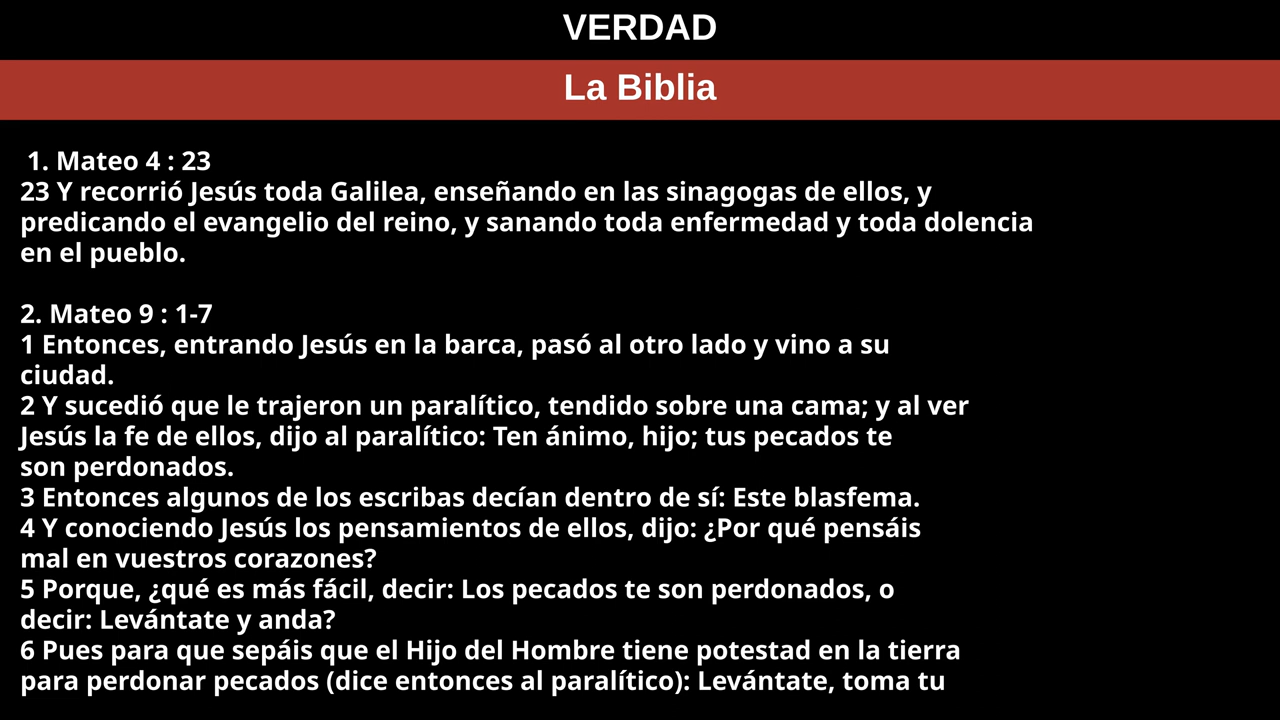 VERDAD
La Biblia
1. Mateo 4 : 23
23 Y recorrió Jesús toda Galilea, enseñando en las sinagogas de ellos, y
predicando el evangelio del reino, y sanando toda enfermedad y toda dolencia
en el pueblo.
2. Mateo 9 : 1-7
1 Entonces, entrando Jesús en la barca, pasó al otro lado y vino a su
ciudad.
2 Y sucedió que le trajeron un paralítico, tendido sobre una cama; y al ver
Jesús la fe de ellos, dijo al paralítico: Ten ánimo, hijo; tus pecados te
son perdonados.
3 Entonces algunos de los escribas decían dentro de sí: Este blasfema.
4 Y conociendo Jesús los pensamientos de ellos, dijo: ¿Por qué pensáis
mal en vuestros corazones?
5 Porque, ¿qué es más fácil, decir: Los pecados te son perdonados, o
decir: Levántate y anda?
6 Pues para que sepáis que el Hijo del Hombre tiene potestad en la tierra
para perdonar pecados (dice entonces al paralítico): Levántate, toma tu